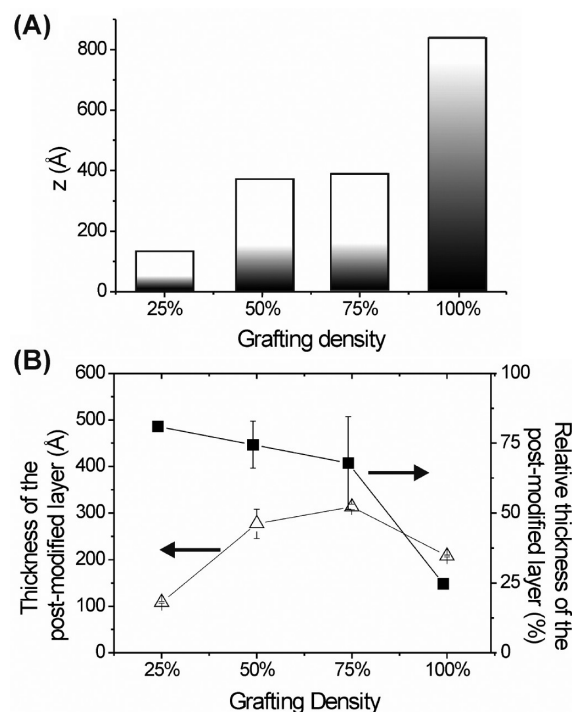 (A)
800
600
400
200
0
z (Å)
25%
50%
75%
100%
Grafting density
(B)
600
500
400
300
200
100
0
Thickness of the
post-modified layer (Å)
100
75
50
25
0
Relative thickness of the
post-modified layer (%)
25%
50%
75%
100%
Grafting Density